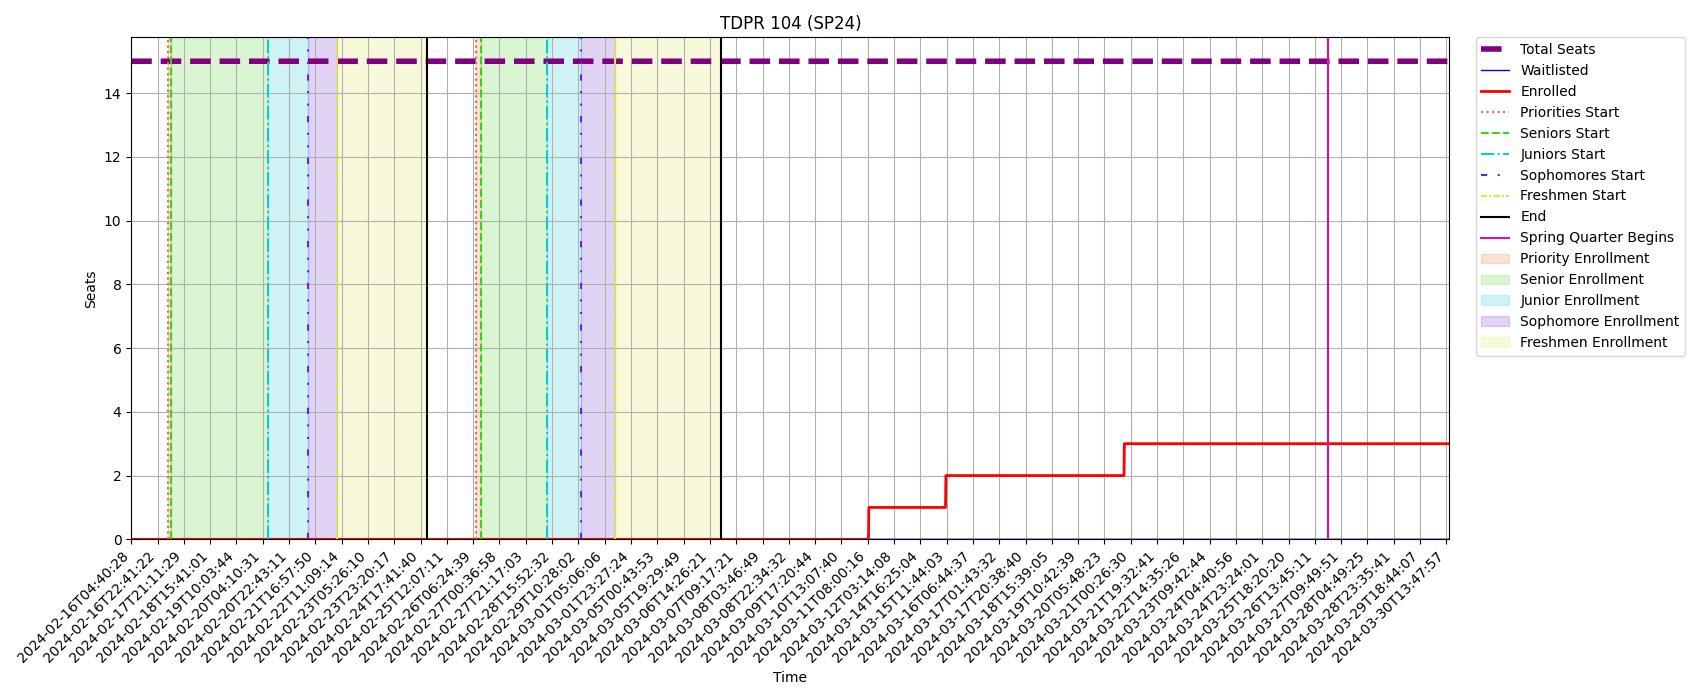 TDPR 104 (SP24)
Seats
14
12
10
8
6
4
2
0
2024-02-16T04:40:28
2024-02-16T22:41:22
2024-02-17T21:11:29
2024-02-18T15:41:01
2024-02-19T10:03:44
2024-02-20T04:10:31
2024-02-20T22:43:11
2024-02-21T16:57:50
2024-02-22T11:09:14
2024-02-23T05:26:10
2024-02-23T23:20:17
2024-02-24T17:41:40
2024-02-25T12:07:11
2024-02-26T06:24:39
2024-02-27T00:36:58
2024-02-27T21:17:03
2024-02-28T15:52:32
2024-02-29T10:28:02
2024-03-01T05:06:06
2024-03-01T23:27:24
2024-03-05T00:43:53
2024-03-05T19:29:49
2024-03-06T14:26:21
2024-03-07T09:17:21
2024-03-08T03:46:49
2024-03-08T22:34:32
2024-03-09T17:20:44
2024-03-10T13:07:40
2024-03-11T08:00:16
2024-03-12T03:14:08
2024-03-14T16:25:04
2024-03-15T11:44:03
2024-03-16T06:44:37
2024-03-17T01:43:32
2024-03-17T20:38:40
2024-03-18T15:39:05
2024-03-19T10:42:39
2024-03-20T05:48:23
2024-03-21T00:26:30
2024-03-21T19:32:41
2024-03-22T14:35:26
2024-03-23T09:42:44
2024-03-24T04:40:56
2024-03-24T23:24:01
2024-03-25T18:20:20
2024-03-26T13:45:11
2024-03-27T09:49:51
2024-03-28T04:49:25
2024-03-28T23:35:41
2024-03-29T18:44:07
2024-03-30T13:47:57
Time
Total Seats
Waitlisted
Enrolled
Priorities Start
Seniors Start
Juniors Start
Sophomores Start
Freshmen Start
End
Spring Quarter Begins
Priority Enrollment
Senior Enrollment
Junior Enrollment
Sophomore Enrollment
Freshmen Enrollment